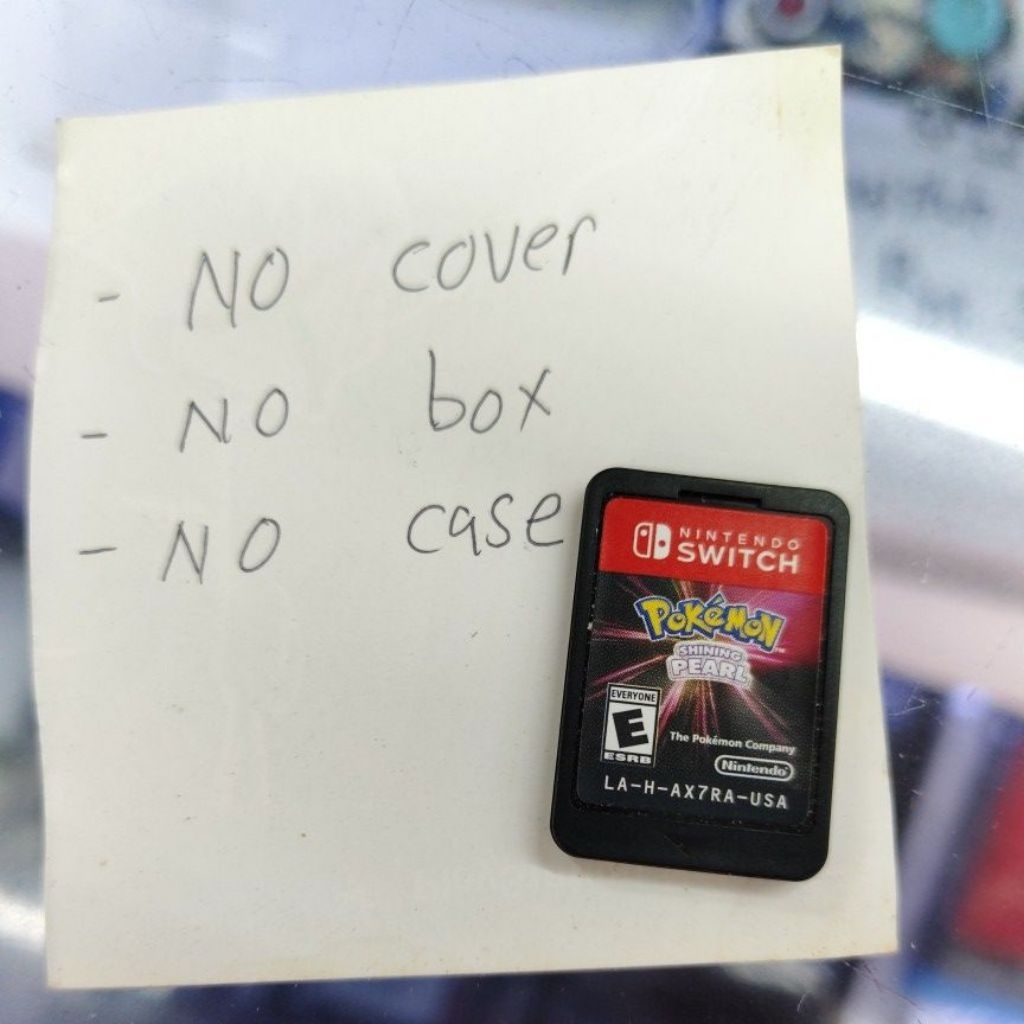 - NO cover
- NO box
- NO case
NINTENDO
SWITCH
POKéMON
SHINING
PEARL
EVERYONE
E
ESRB
The Pokémon Company
Nintendo
LA-H-AX7RA-USA